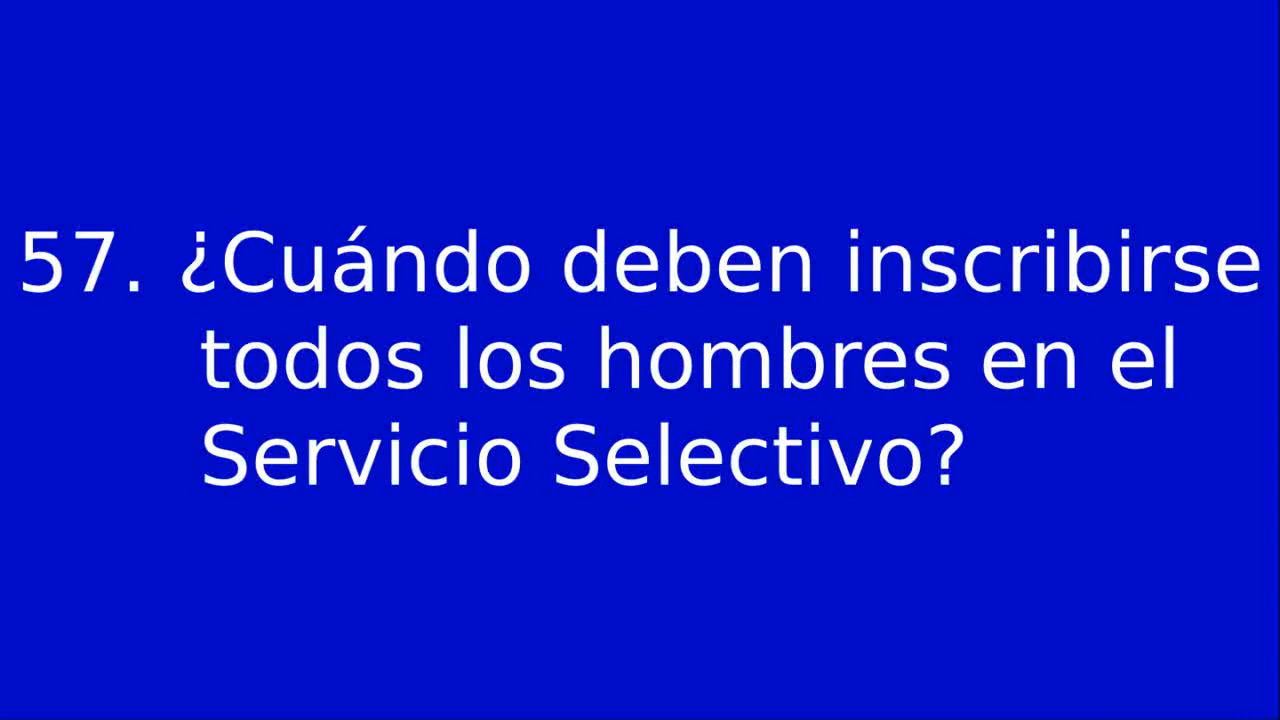 57. ¿Cuándo deben inscribirse
todos los hombres en el
Servicio Selectivo?